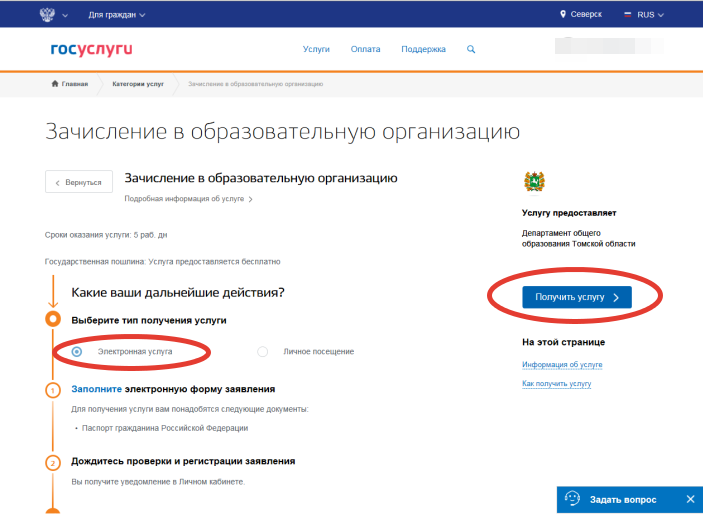 Для граждан
Северск
RUS
госуслуги
Услуги
Оплата
Поддержка
Главная
Категории услуг
Зачисление в образовательную организацию
Зачисление в образовательную организацию
Вернуться
Зачисление в образовательную организацию
Подробная информация об услуге
Сроки оказания услуги: 5 раб. дн
Государственная пошлина: Услуга предоставляется бесплатно
Какие ваши дальнейшие действия?
Выберите тип получения услуги
Электронная услуга
Личное посещение
1 Заполните электронную форму заявления
Для получения услуги вам понадобятся следующие документы:
• Паспорт гражданина Российской Федерации
2 Дождитесь проверки и регистрации заявления
Вы получите уведомление в Личном кабинете.
Услугу предоставляет
Департамент общего
образования Томской области
Получить услугу
На этой странице
Информация об услуге
Как получить услугу
Задать вопрос